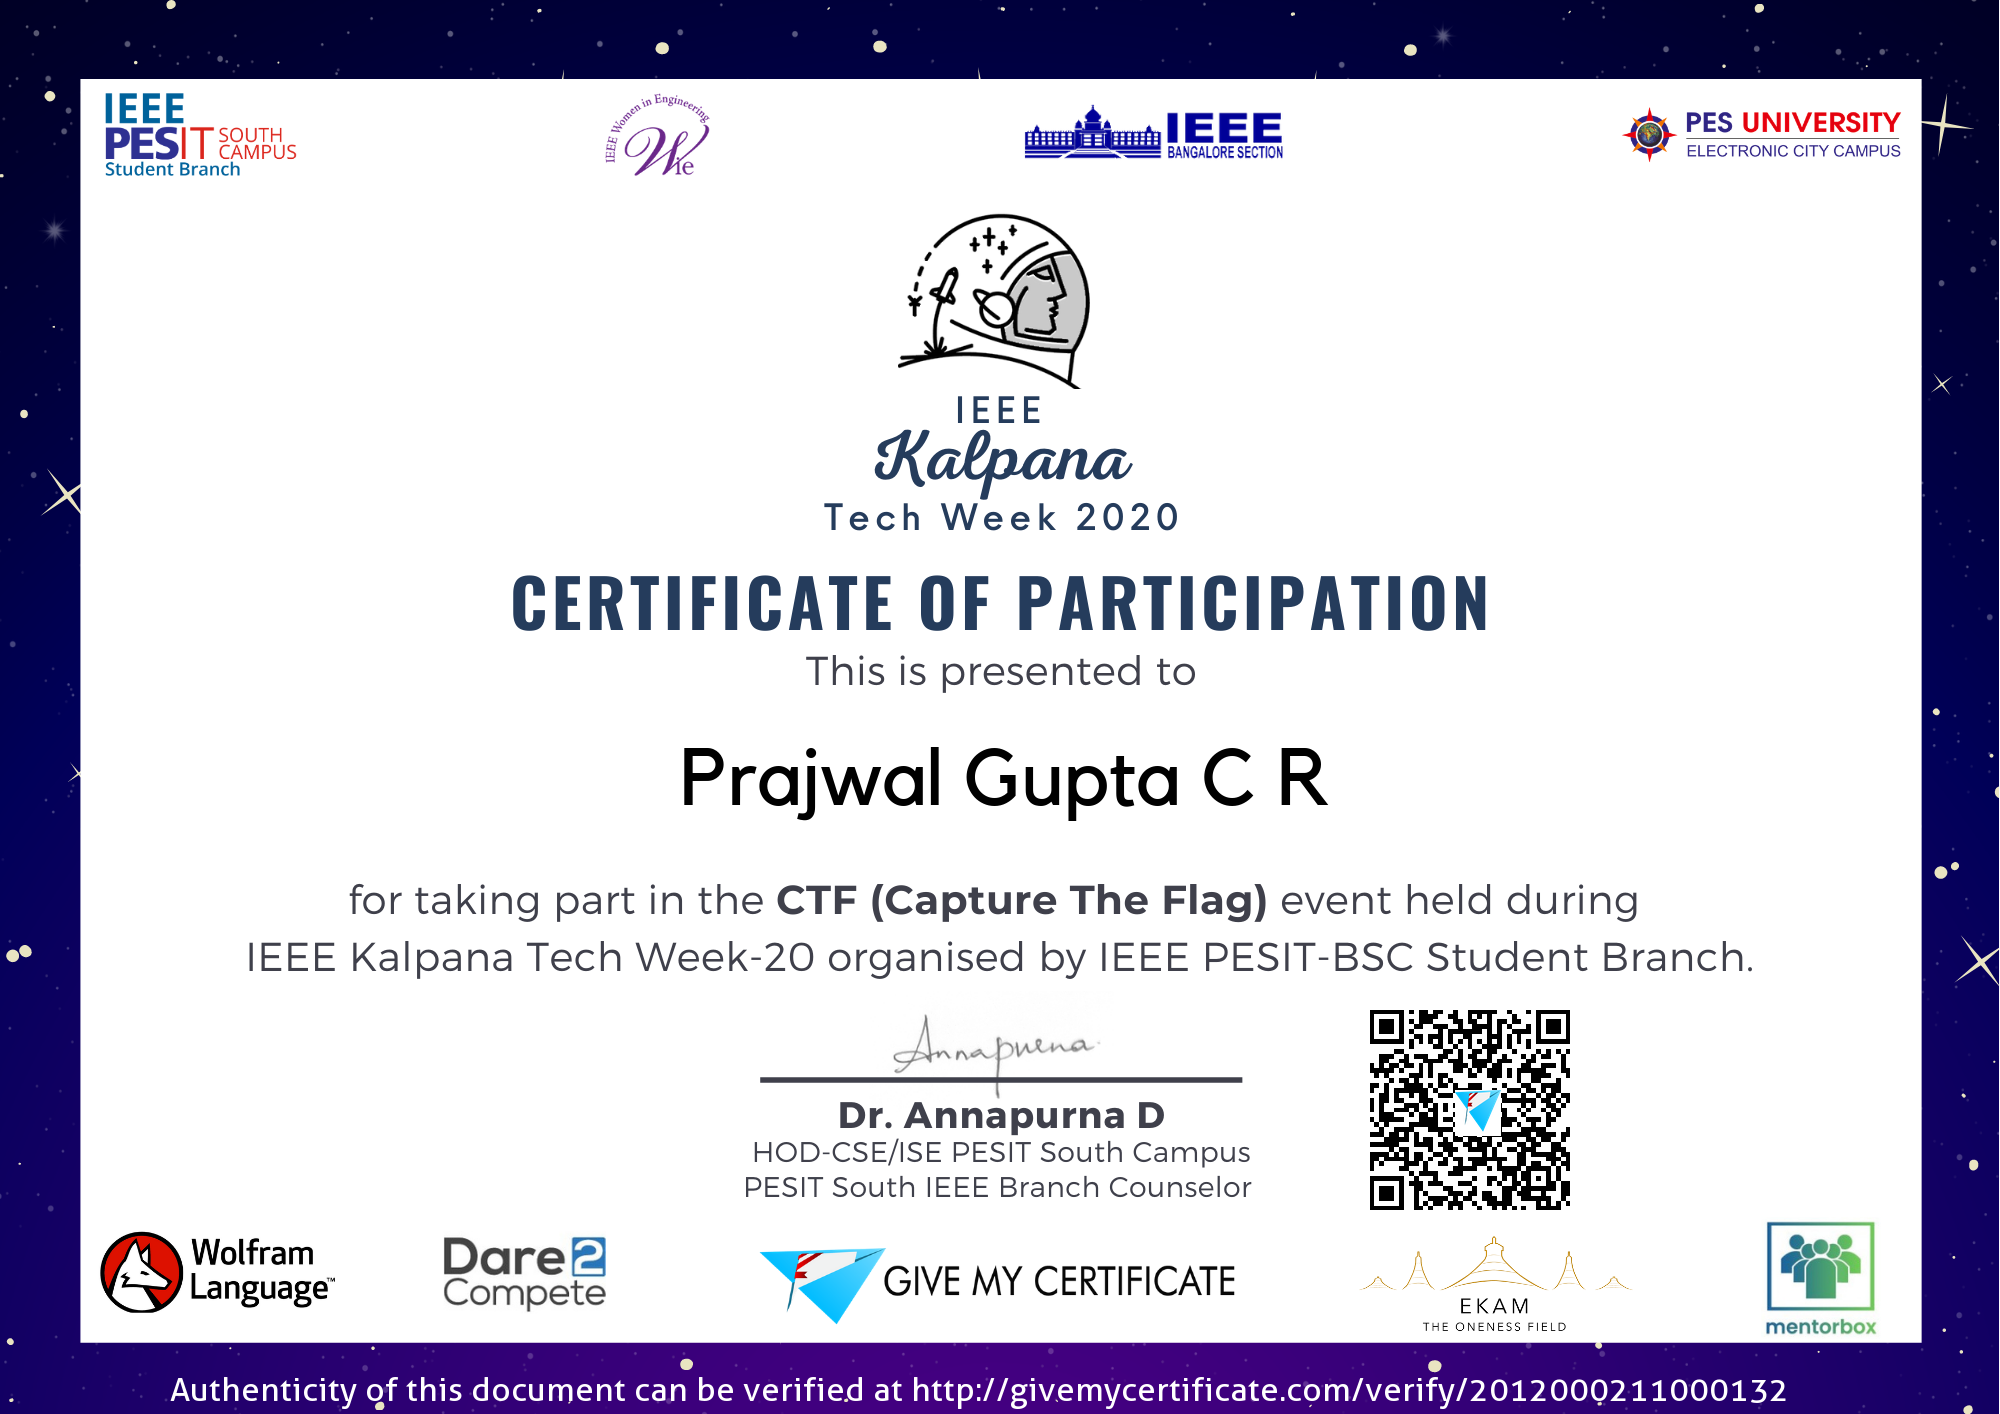 IEEE
PESIT SOUTH CAMPUS
Student Branch
IEEE Women in Engineering
Wie
IEEE
BANGALORE SECTION
PES UNIVERSITY
ELECTRONIC CITY CAMPUS
IEEE
Kalpana
Tech Week 2020
CERTIFICATE OF PARTICIPATION
This is presented to
Prajwal Gupta C R
for taking part in the CTF (Capture The Flag) event held during
IEEE Kalpana Tech Week-20 organised by IEEE PESIT-BSC Student Branch.
Annapurna
Dr. Annapurna D
HOD-CSE/ISE PESIT South Campus
PESIT South IEEE Branch Counselor
Wolfram
Language™
Dare2
Compete
GIVE MY CERTIFICATE
EKAM
THE ONENESS FIELD
mentorbox
Authenticity of this document can be verified at http://givemycertificate.com/verify/2012000211000132